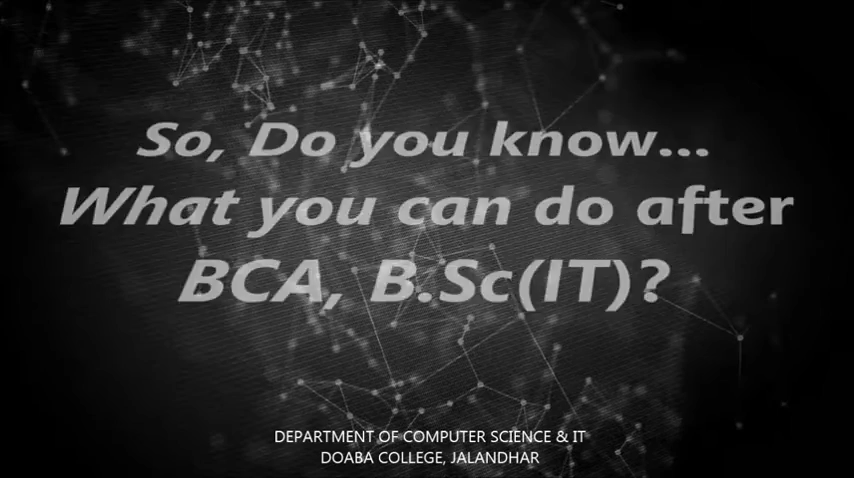 So, Do you know...
What you can do after
BCA, B.Sc(IT)?
DEPARTMENT OF COMPUTER SCIENCE & IT
DOABA COLLEGE, JALANDHAR